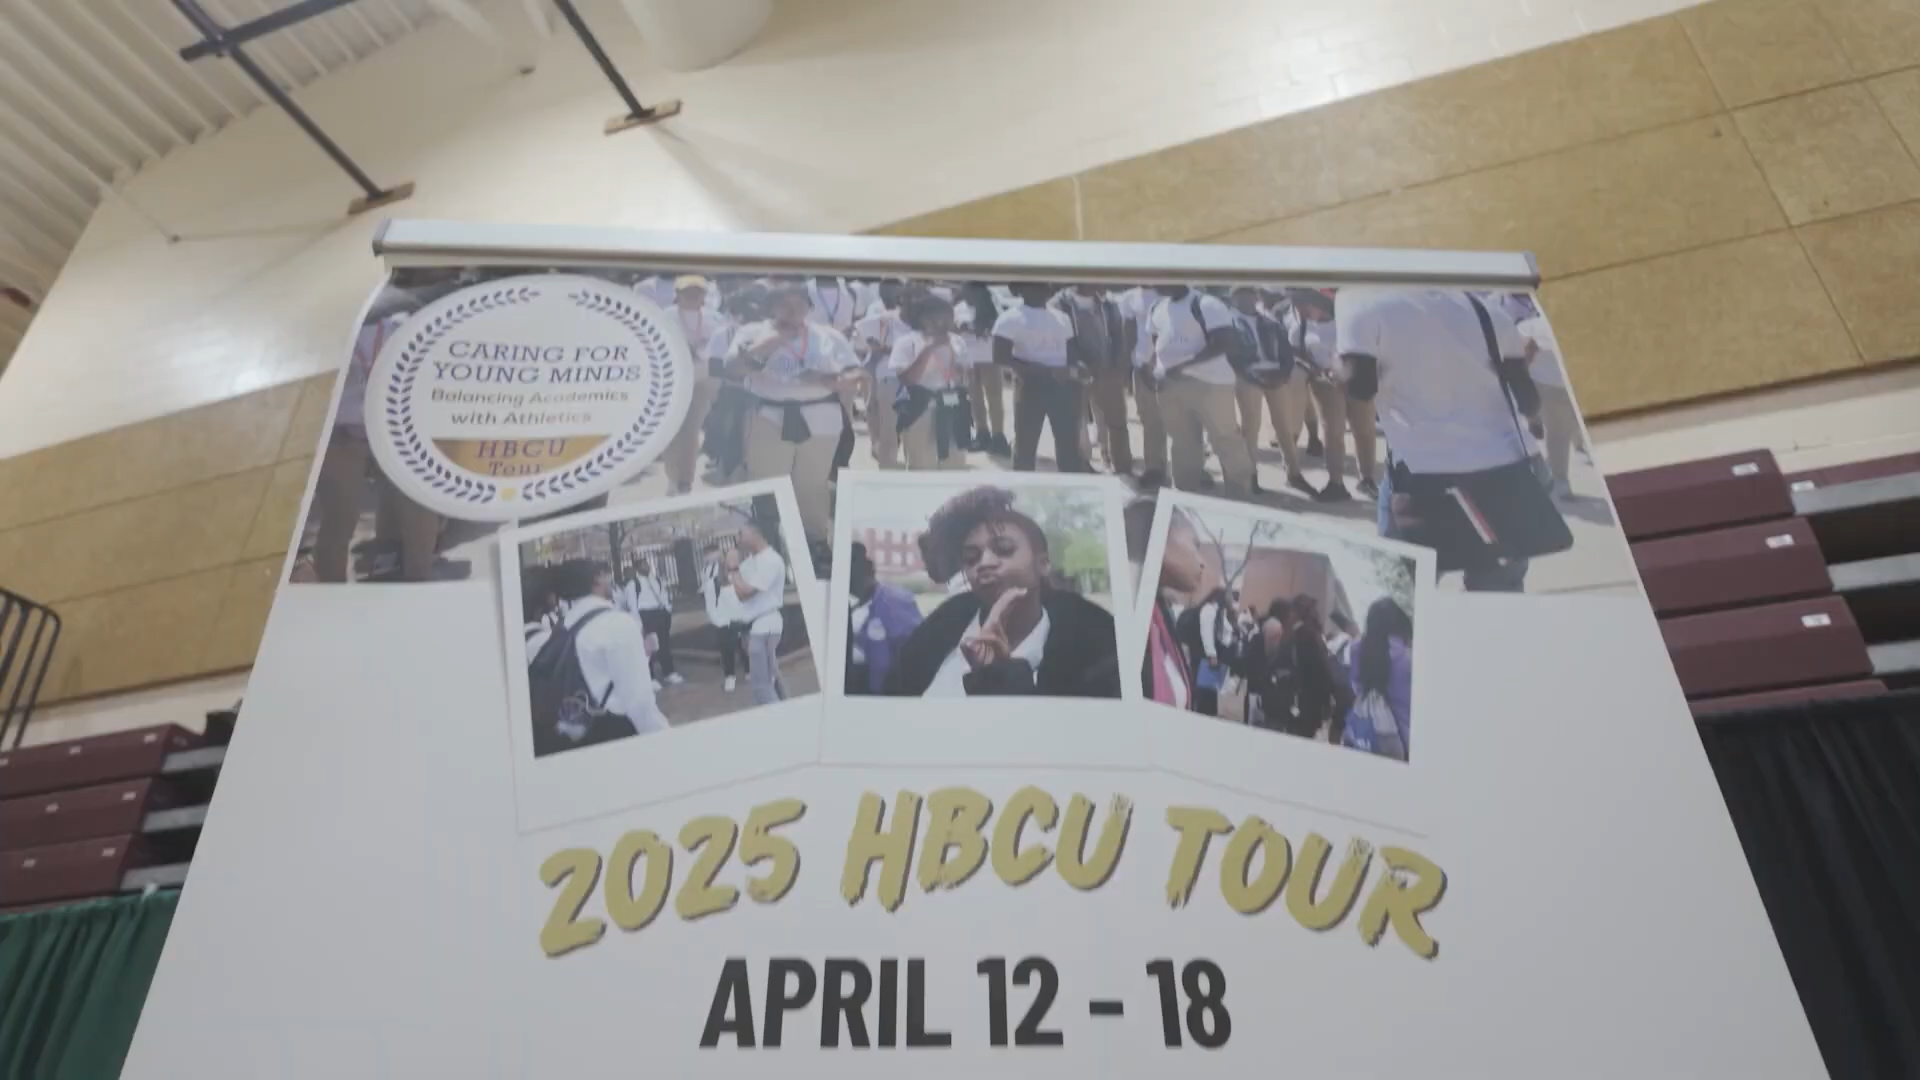 CARING FOR
YOUNG MINDS
Balancing Academics
with Athletics
HBCU
Tour
2025 HBCU TOUR
APRIL 12 - 18